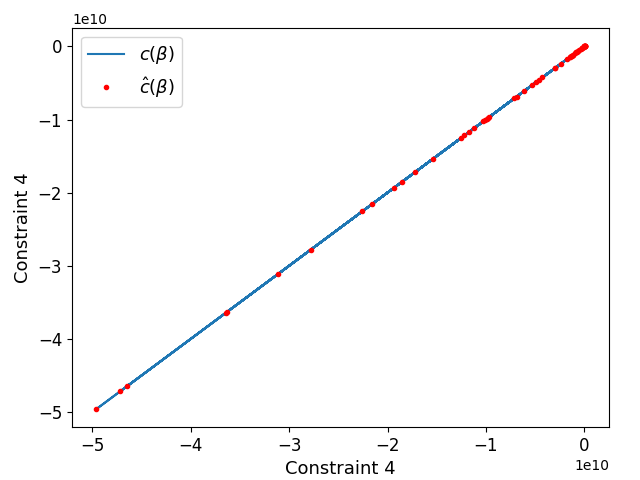 1e10
c(β)
ĉ(β)
0
−1
−2
−3
−4
−5
Constraint 4
−5 −4 −3 −2 −1 0
1e10
Constraint 4